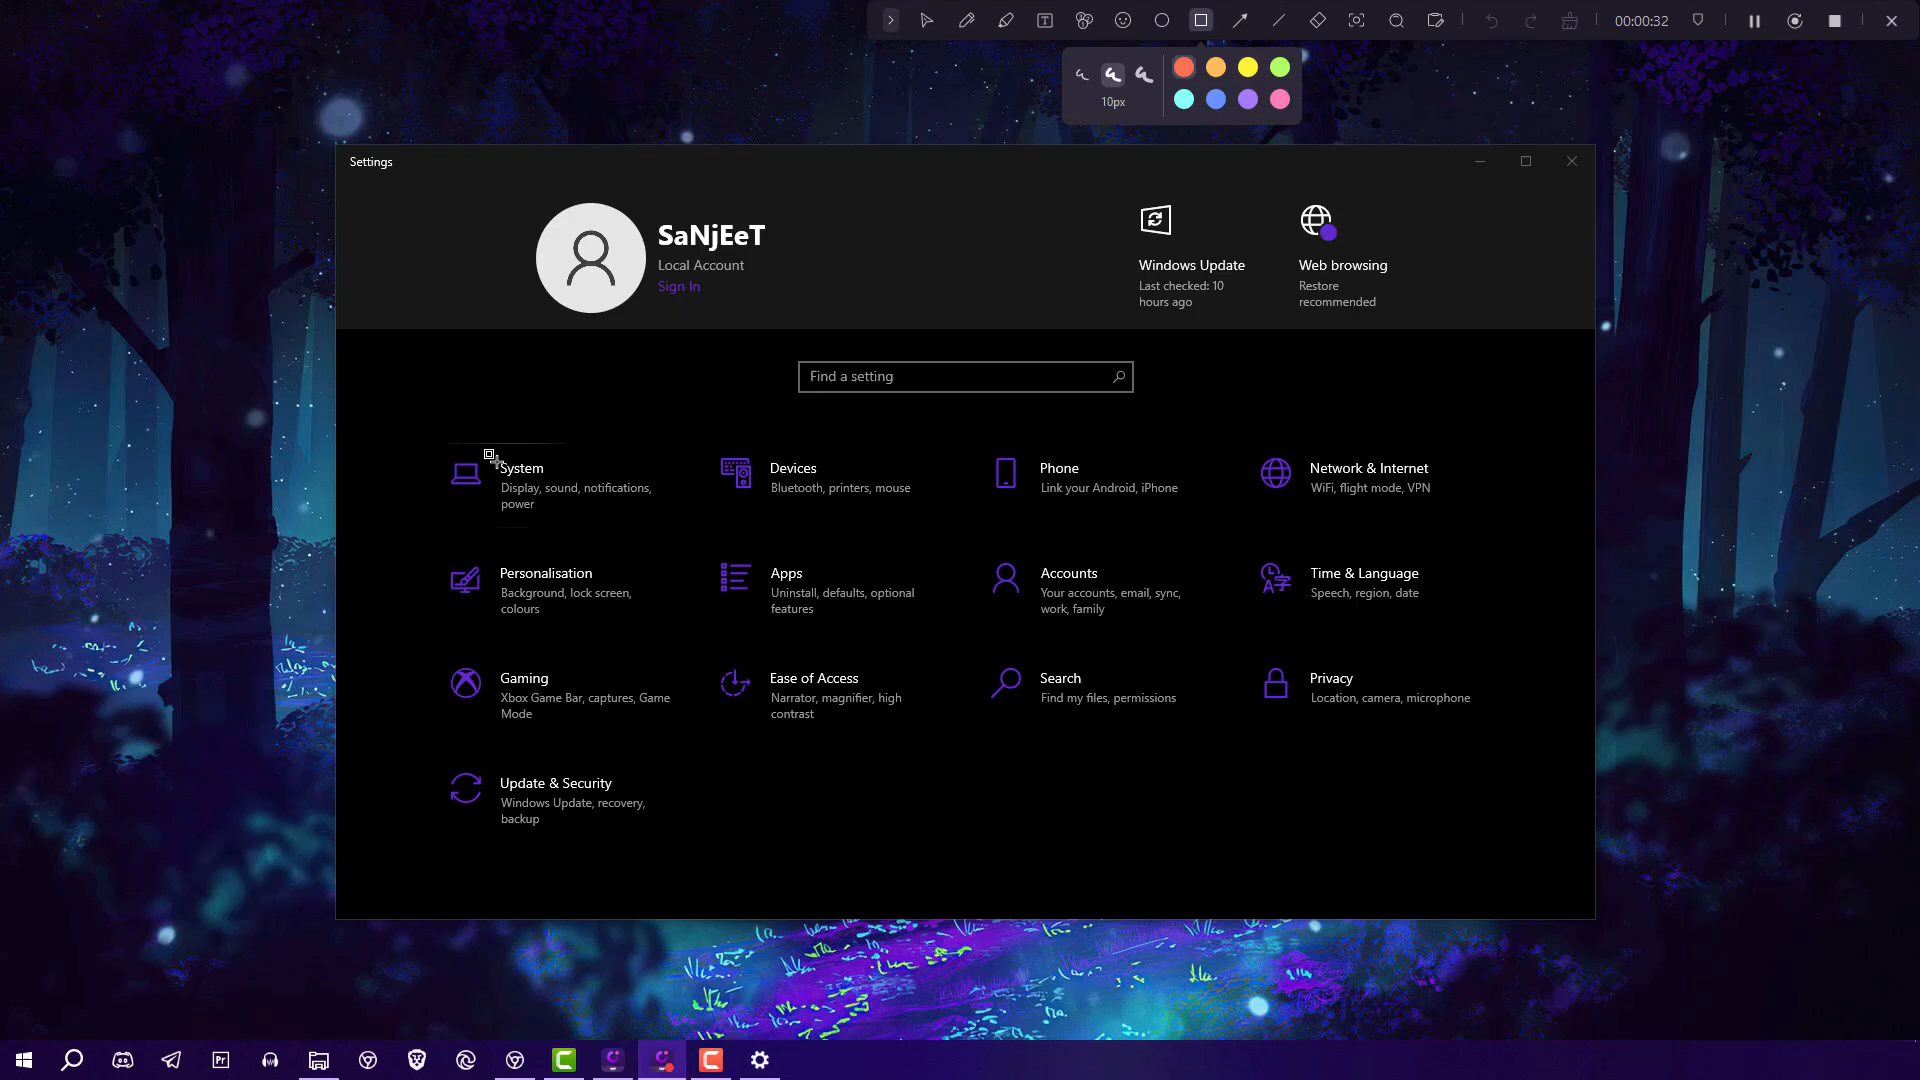 00:00:32
10px
Settings
SaNjEeT
Local Account
Sign In
Windows Update
Last checked: 10
hours ago
Web browsing
Restore
recommended
Find a setting
System
Display, sound, notifications,
power
Devices
Bluetooth, printers, mouse
Phone
Link your Android, iPhone
Network & Internet
WiFi, flight mode, VPN
Personalisation
Background, lock screen,
colours
Apps
Uninstall, defaults, optional
features
Accounts
Your accounts, email, sync,
work, family
Time & Language
Speech, region, date
Gaming
Xbox Game Bar, captures, Game
Mode
Ease of Access
Narrator, magnifier, high
contrast
Search
Find my files, permissions
Privacy
Location, camera, microphone
Update & Security
Windows Update, recovery,
backup
Pr